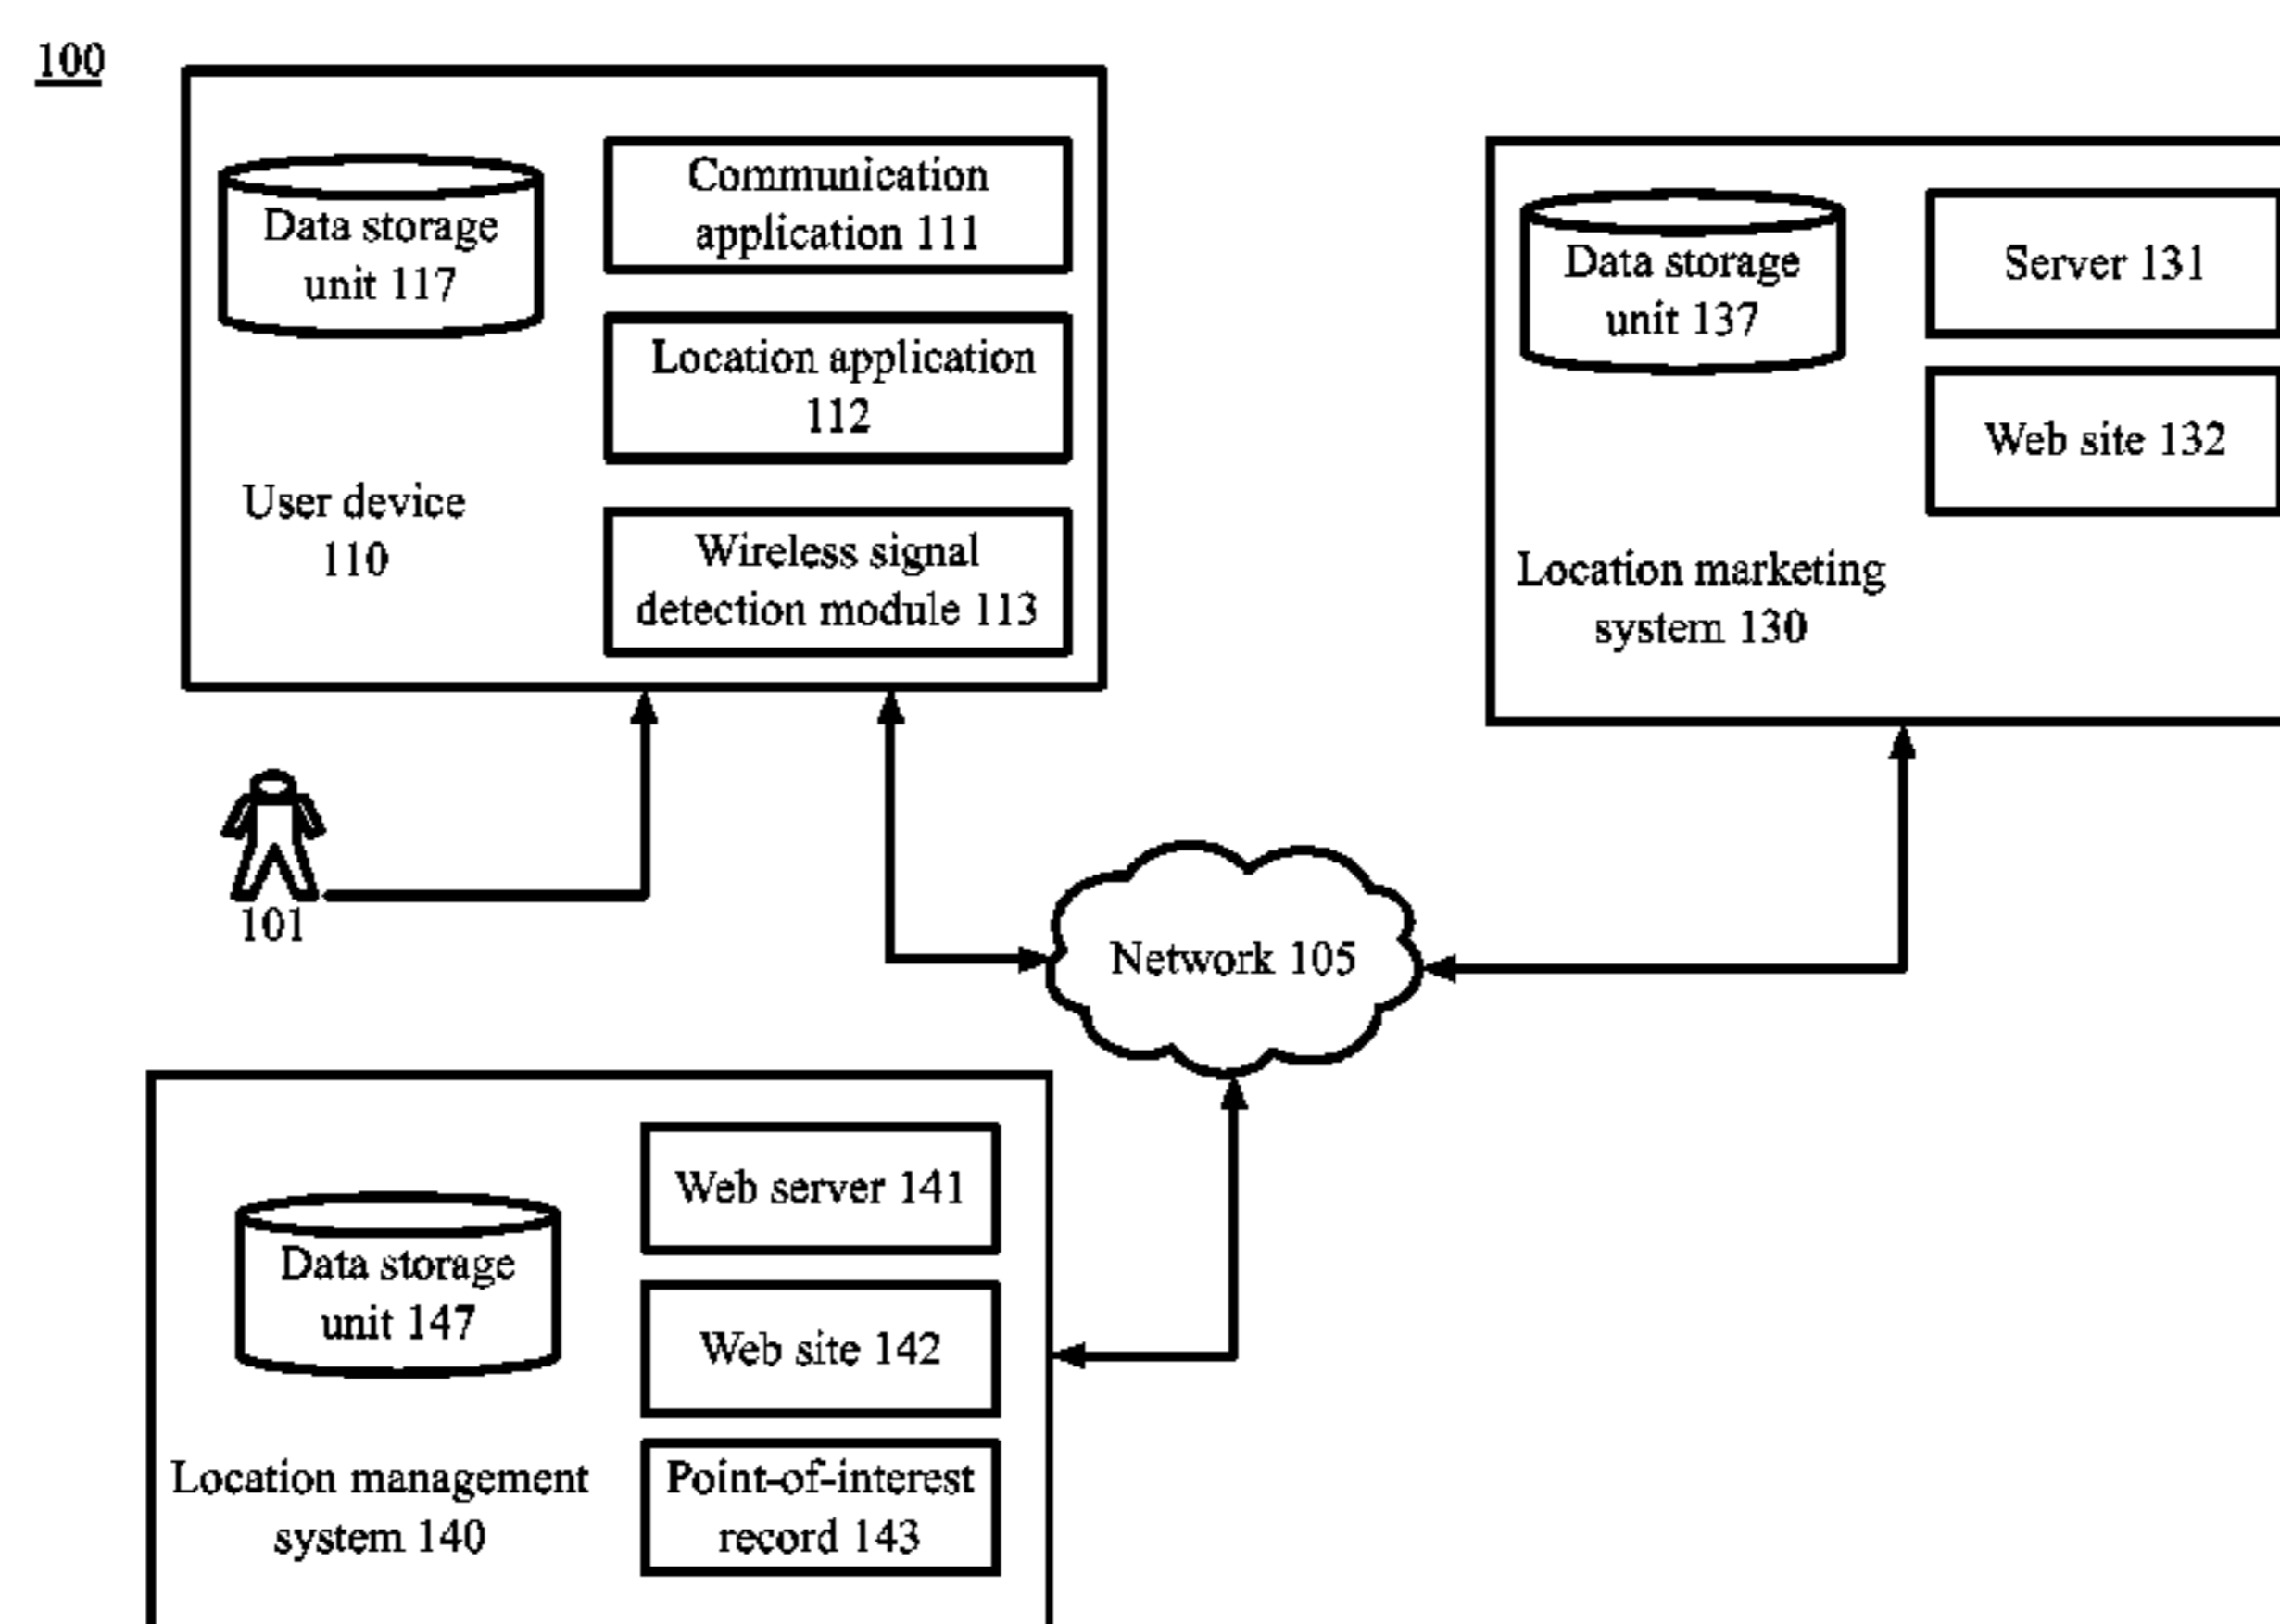 100
Data storage
unit 117
Communication
application 111
Location application
112
User device
110
Wireless signal
detection module 113
Data storage
unit 137
Server 131
Web site 132
Location marketing
system 130
101
Network 105
Web server 141
Data storage
unit 147
Web site 142
Location management
system 140
Point-of-interest
record 143